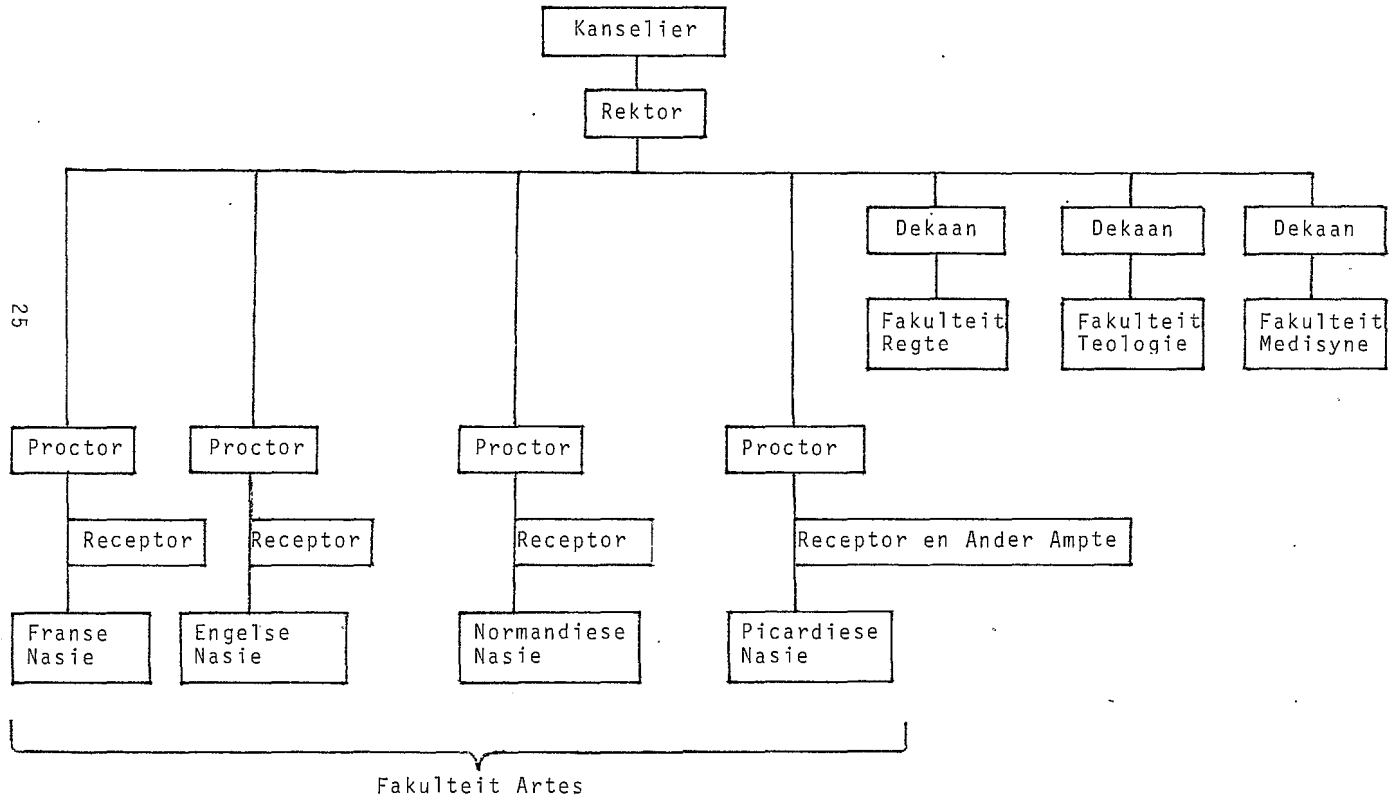 Kanselier
Rektor
Dekaan
Dekaan
Dekaan
Fakulteit
Regte
Fakulteit
Teologie
Fakulteit
Medisyne
25
Proctor
Proctor
Proctor
Proctor
Receptor
Receptor
Receptor
Receptor en Ander Ampte
Franse
Nasie
Engelse
Nasie
Normandiese
Nasie
Picardiese
Nasie
Fakulteit Artes